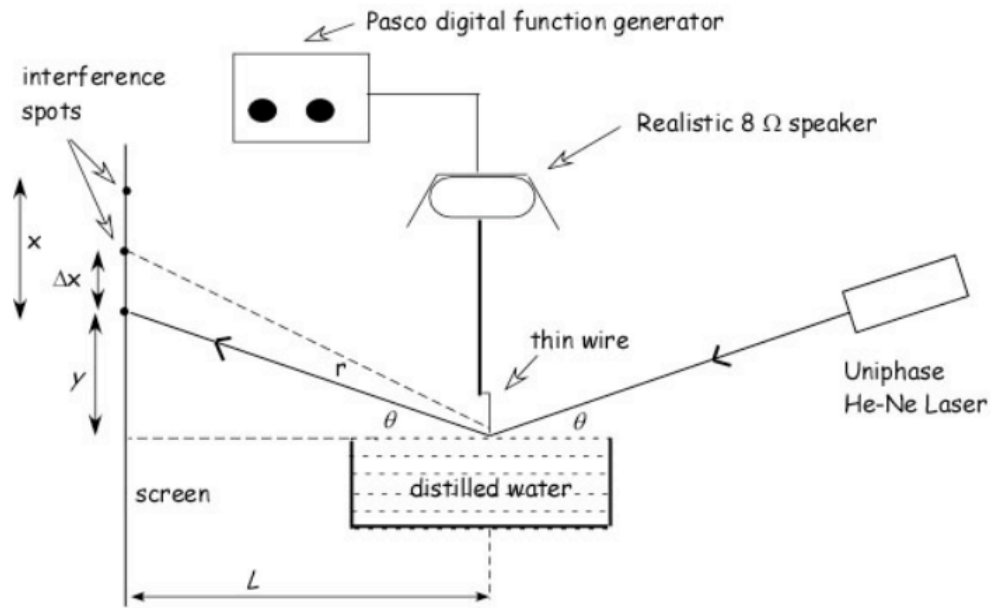 Pasco digital function generator
interference
spots
Realistic 8 Ω speaker
x
Δx
thin wire
r
y
θ
θ
Uniphase
He-Ne Laser
distilled water
screen
L